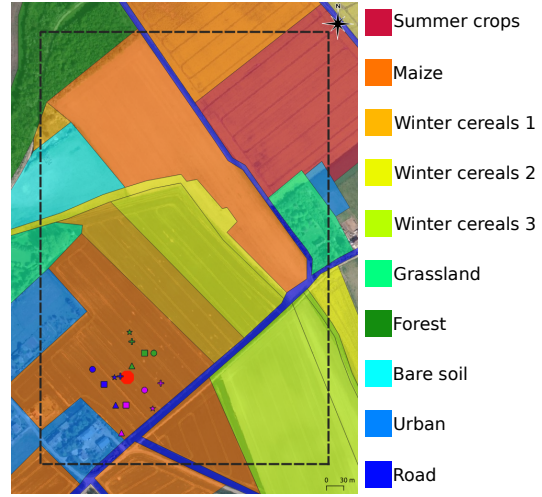 N
Summer crops
Maize
Winter cereals 1
Winter cereals 2
Winter cereals 3
Grassland
Forest
Bare soil
Urban
Road
0 30 m